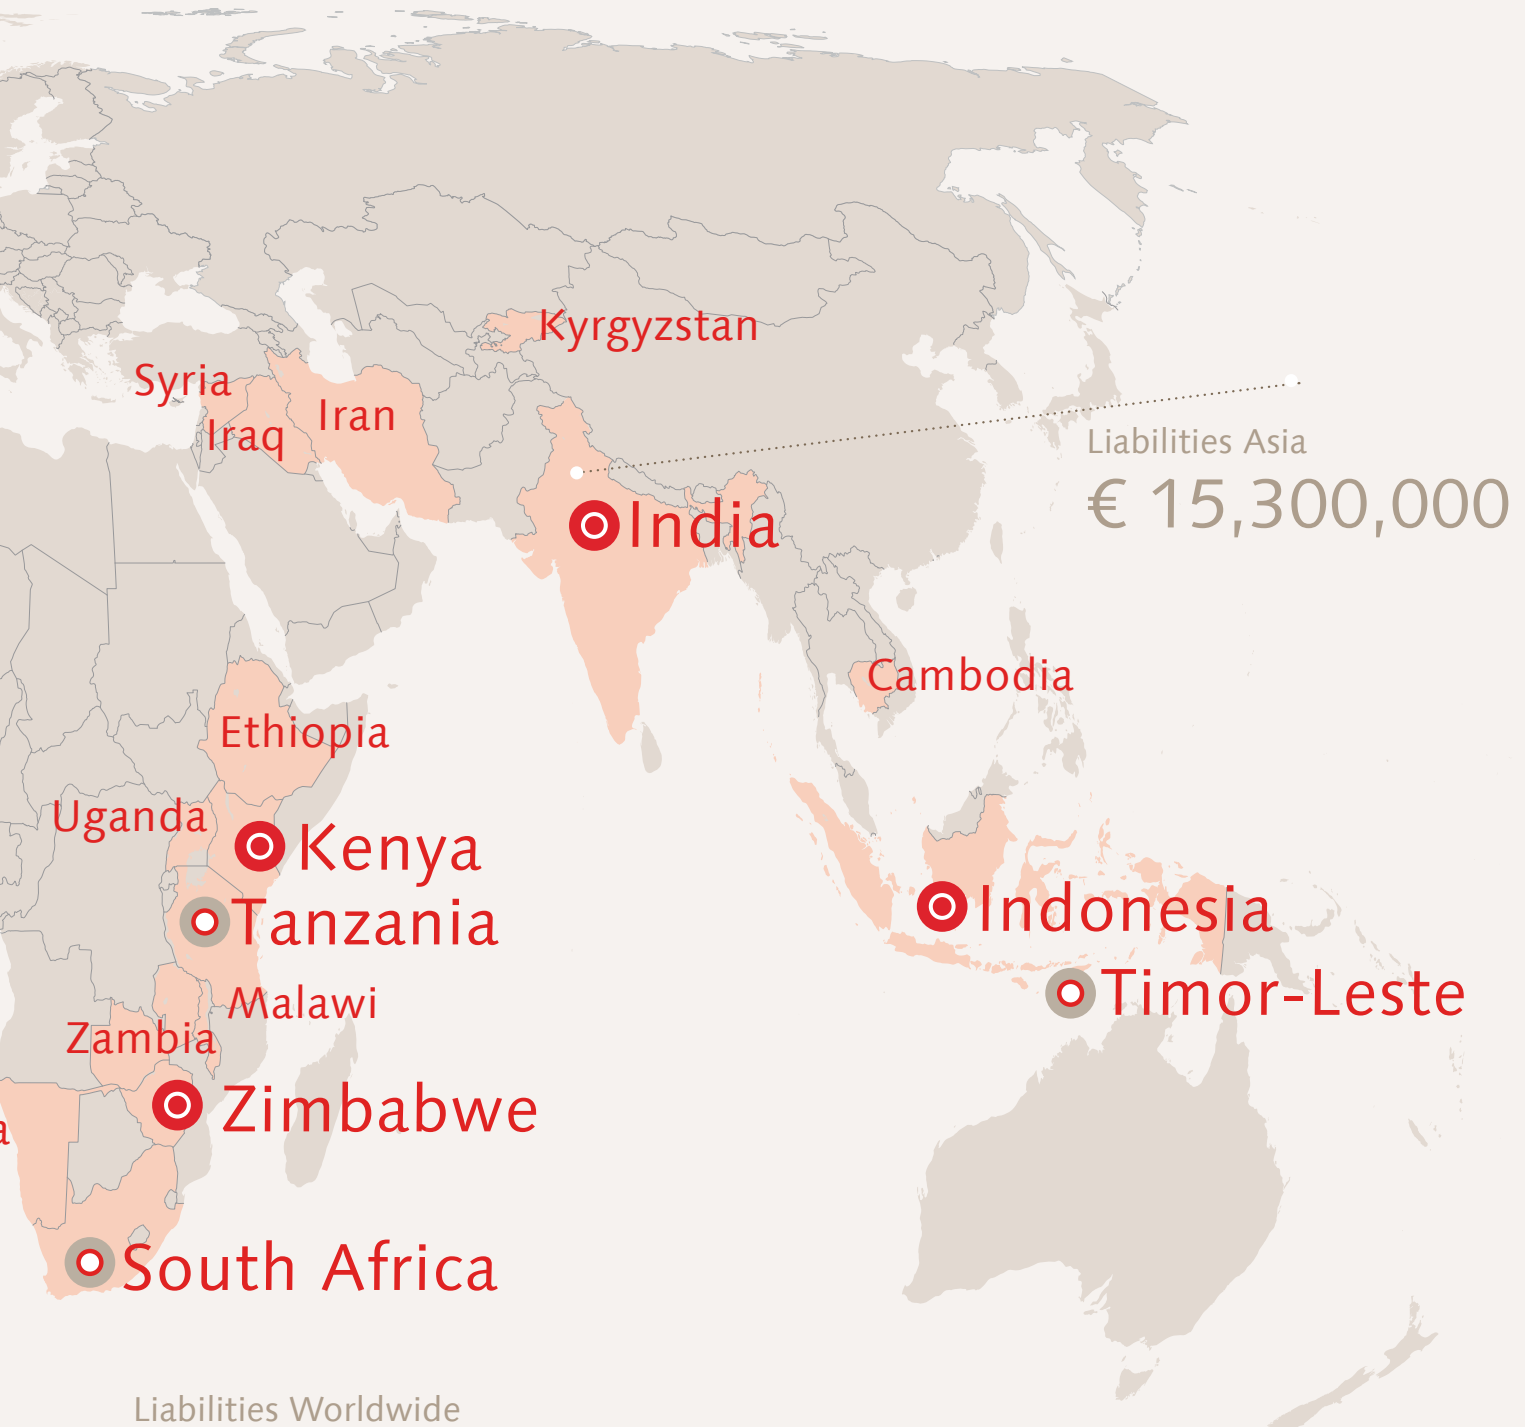 Kyrgyzstan
Syria
Iran
Iraq
Liabilities Asia
€ 15,300,000
India
Cambodia
Ethiopia
Uganda
Kenya
Indonesia
Tanzania
Timor-Leste
Malawi
Zambia
Zimbabwe
a
South Africa
Liabilities Worldwide